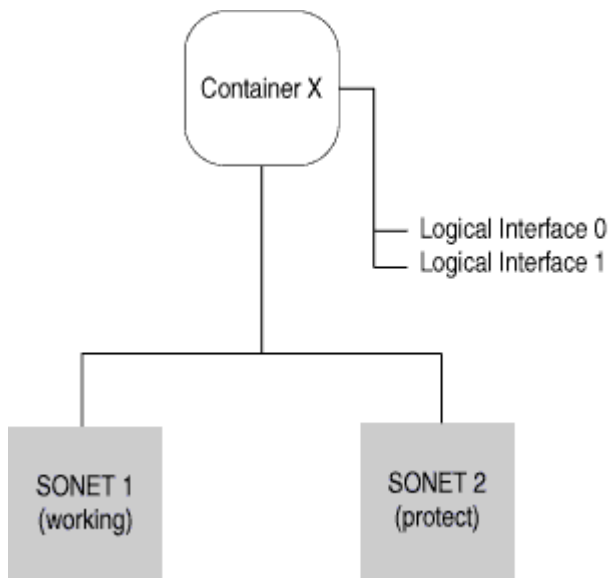 Container X
Logical Interface 0
Logical Interface 1
SONET 1
(working)
SONET 2
(protect)